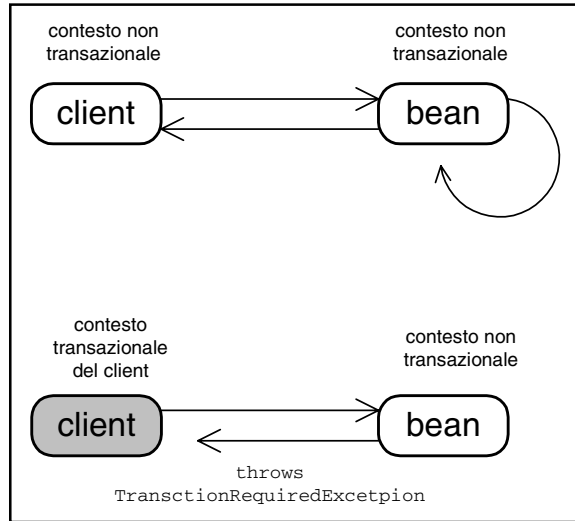 contesto non
transazionale
contesto non
transazionale
client
bean
contesto
transazionale
del client
contesto non
transazionale
client
bean
throws
TransctionRequiredExcetpion